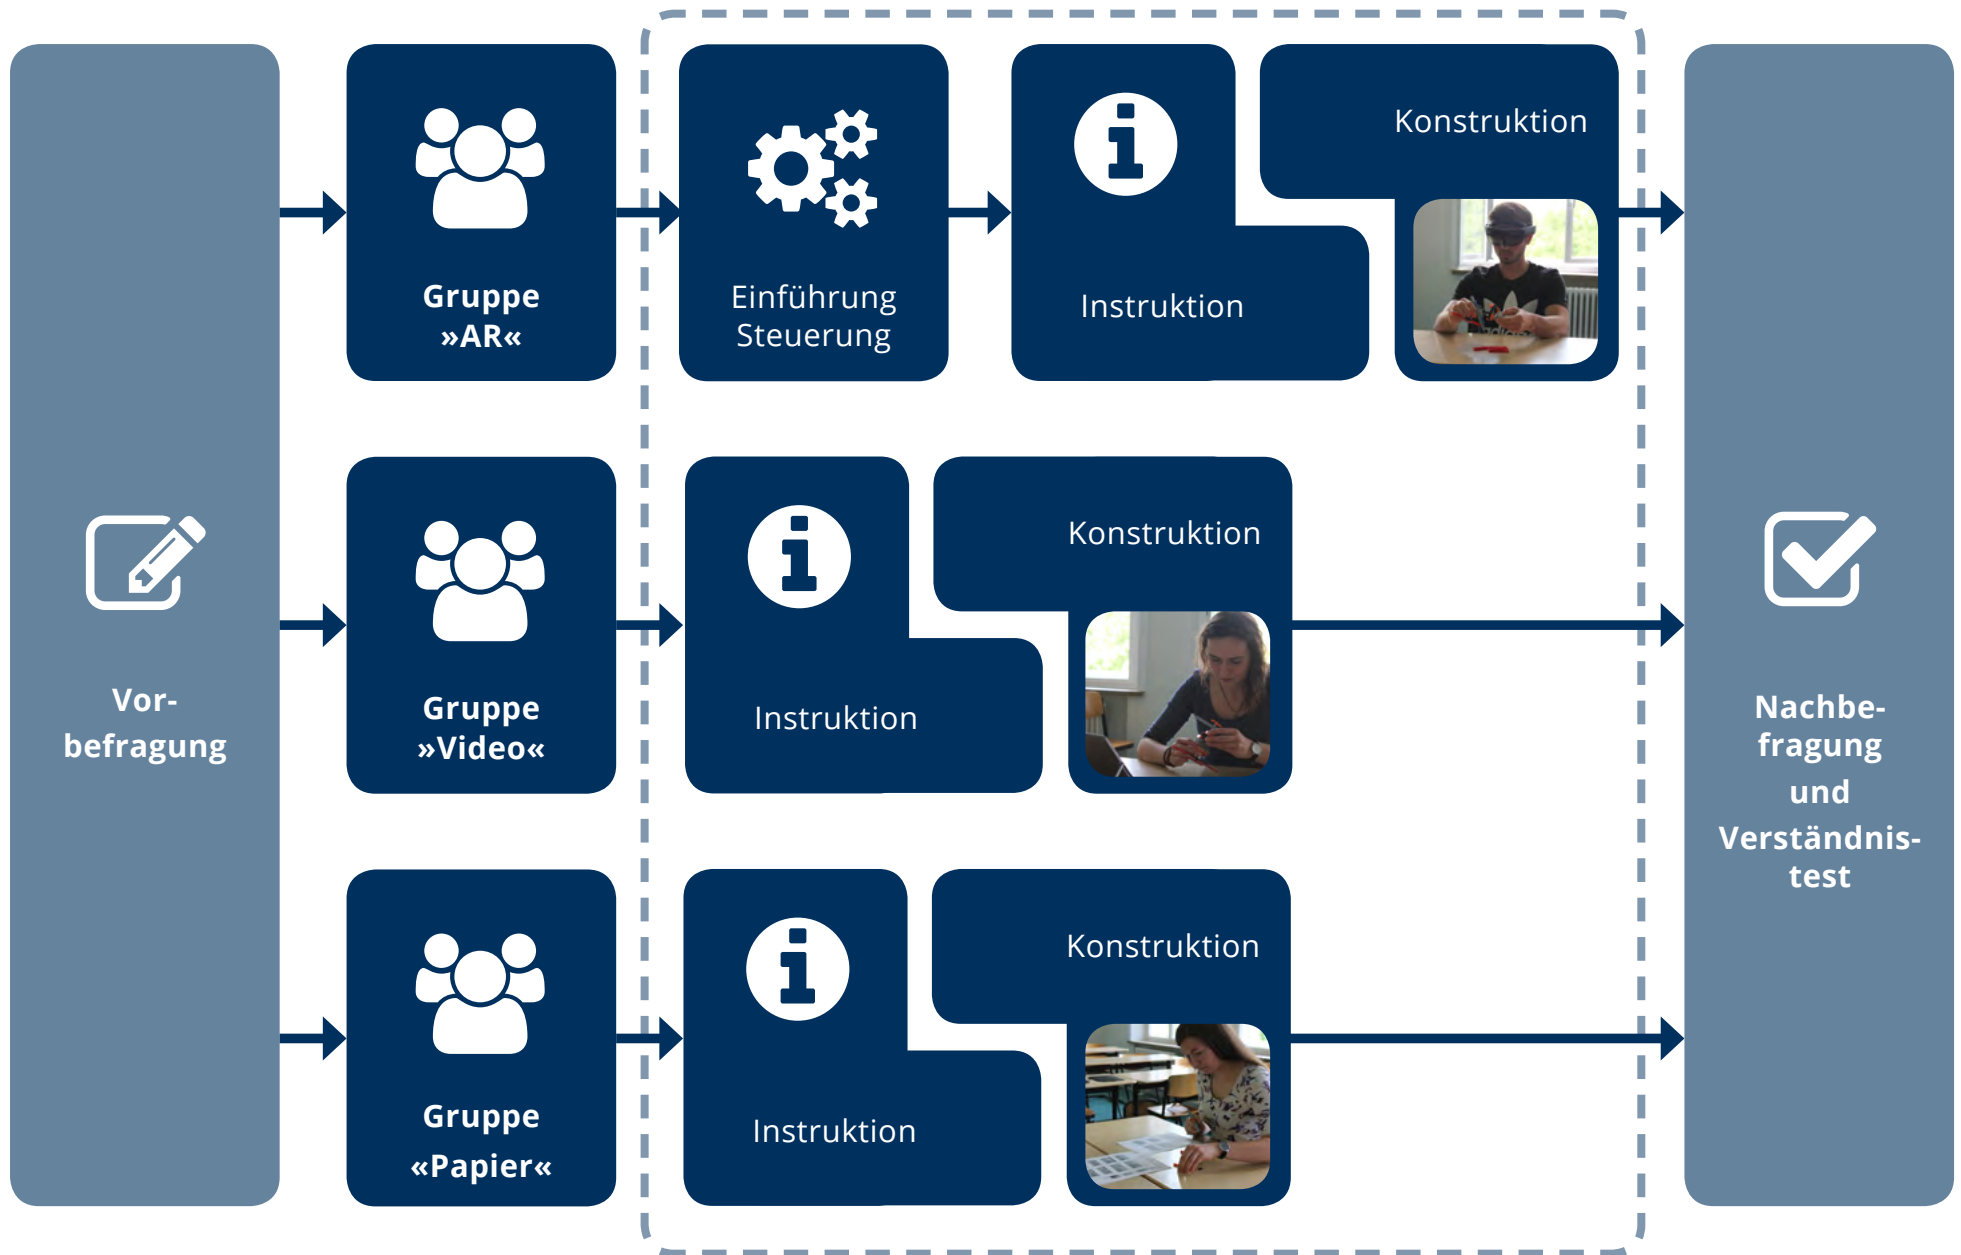 Vor-
befragung
Gruppe
»AR«
Einführung
Steuerung
Instruktion
Konstruktion
Gruppe
»Video«
Instruktion
Konstruktion
Gruppe
«Papier«
Instruktion
Konstruktion
Nachbe-
fragung
und
Verständnis-
test